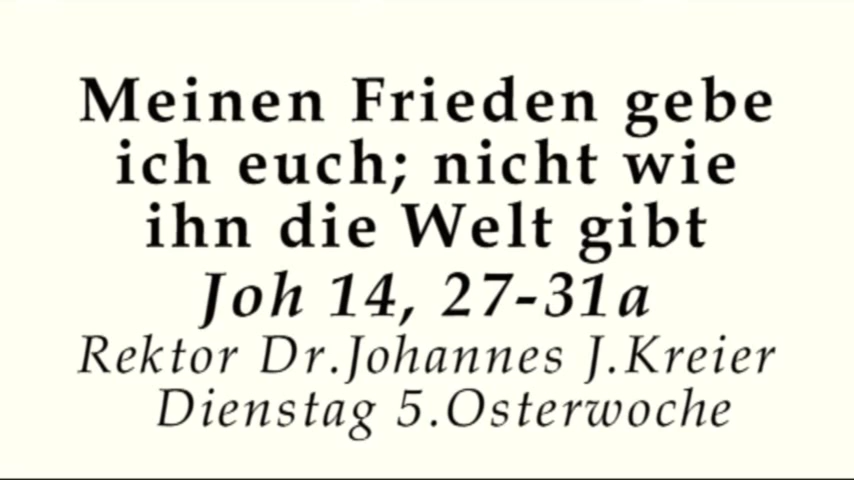 Meinen Frieden gebe
ich euch; nicht wie
ihn die Welt gibt
Joh 14, 27-31a
Rektor Dr.Johannes J.Kreier
Dienstag 5.Osterwoche